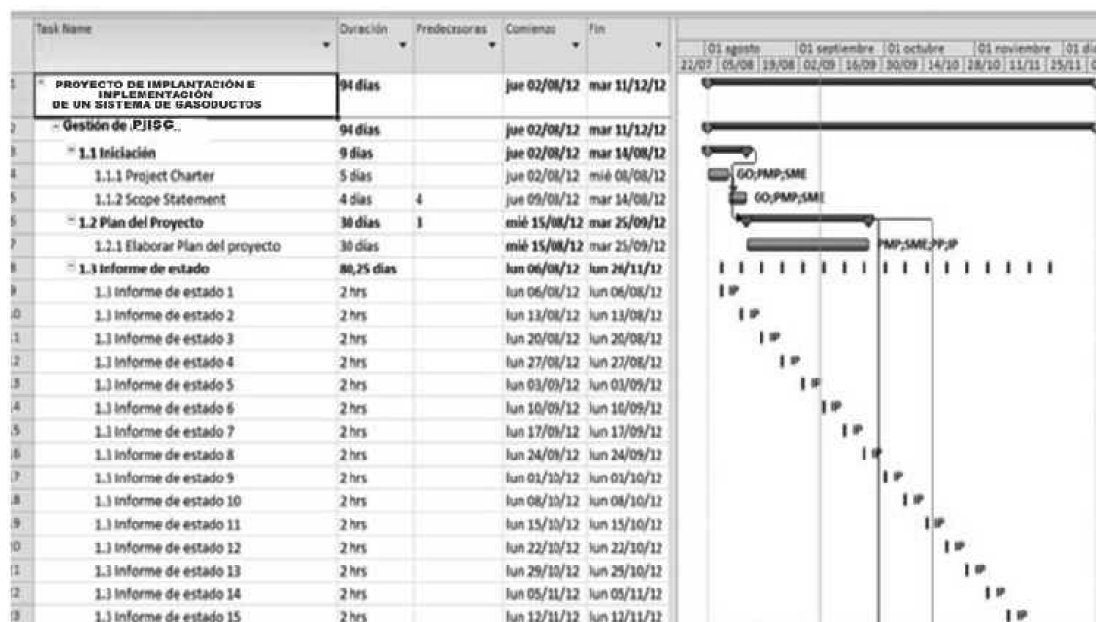 Task Name Duración Predecesoras Comienzo Fin
01 agosto 01 septiembre 01 octubre 01 noviembre 01 di
22/07 05/08 19/08 02/09 16/09 30/09 14/10 28/10 11/11 25/11 0
1 PROYECTO DE IMPLANTACIÓN E 94 días jue 02/08/12 mar 11/12/12
INPLEMENTACIÓN
DE UN SISTEMA DE GASODUCTOS
2 Gestión de PIISG 94 días jue 02/08/12 mar 11/12/12
3 1.1 Iniciación 9 días jue 02/08/12 mar 14/08/12
4 1.1.1 Project Charter 5 días jue 02/08/12 mié 08/08/12 GO;PMP;SME
5 1.1.2 Scope Statement 4 días 4 jue 09/08/12 mar 14/08/12 GO;PMP;SME
6 1.2 Plan del Proyecto 30 días 3 mié 15/08/12 mar 25/09/12
7 1.2.1 Elaborar Plan del proyecto 30 días mié 15/08/12 mar 25/09/12 PMP;SME;PP;IP
8 1.3 Informe de estado 80,25 días lun 06/08/12 lun 26/11/12
9 1.3 Informe de estado 1 2 hrs lun 06/08/12 lun 06/08/12 IP
0 1.3 Informe de estado 2 2 hrs lun 13/08/12 lun 13/08/12 IP
1 1.3 Informe de estado 3 2 hrs lun 20/08/12 lun 20/08/12 IP
2 1.3 Informe de estado 4 2 hrs lun 27/08/12 lun 27/08/12 IP
3 1.3 Informe de estado 5 2 hrs lun 03/09/12 lun 03/09/12 IP
4 1.3 Informe de estado 6 2 hrs lun 10/09/12 lun 10/09/12 IP
5 1.3 Informe de estado 7 2 hrs lun 17/09/12 lun 17/09/12 IP
6 1.3 Informe de estado 8 2 hrs lun 24/09/12 lun 24/09/12 IP
7 1.3 Informe de estado 9 2 hrs lun 01/10/12 lun 01/10/12 IP
8 1.3 Informe de estado 10 2 hrs lun 08/10/12 lun 08/10/12 IP
9 1.3 Informe de estado 11 2 hrs lun 15/10/12 lun 15/10/12 IP
0 1.3 Informe de estado 12 2 hrs lun 22/10/12 lun 22/10/12 IP
1 1.3 Informe de estado 13 2 hrs lun 29/10/12 lun 29/10/12 IP
2 1.3 Informe de estado 14 2 hrs lun 05/11/12 lun 05/11/12 IP
3 1.3 Informe de estado 15 2 hrs lun 12/11/12 lun 12/11/12 IP